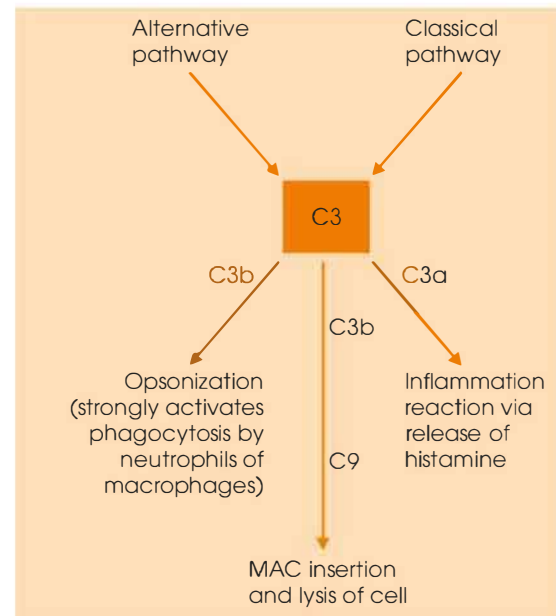 Alternative
pathway
Classical
pathway
C3
C3b
C3a
C3b
Opsonization
(strongly activates
phagocytosis by
neutrophils of
macrophages)
Inflammation
reaction via
release of
histamine
C9
MAC insertion
and lysis of cell